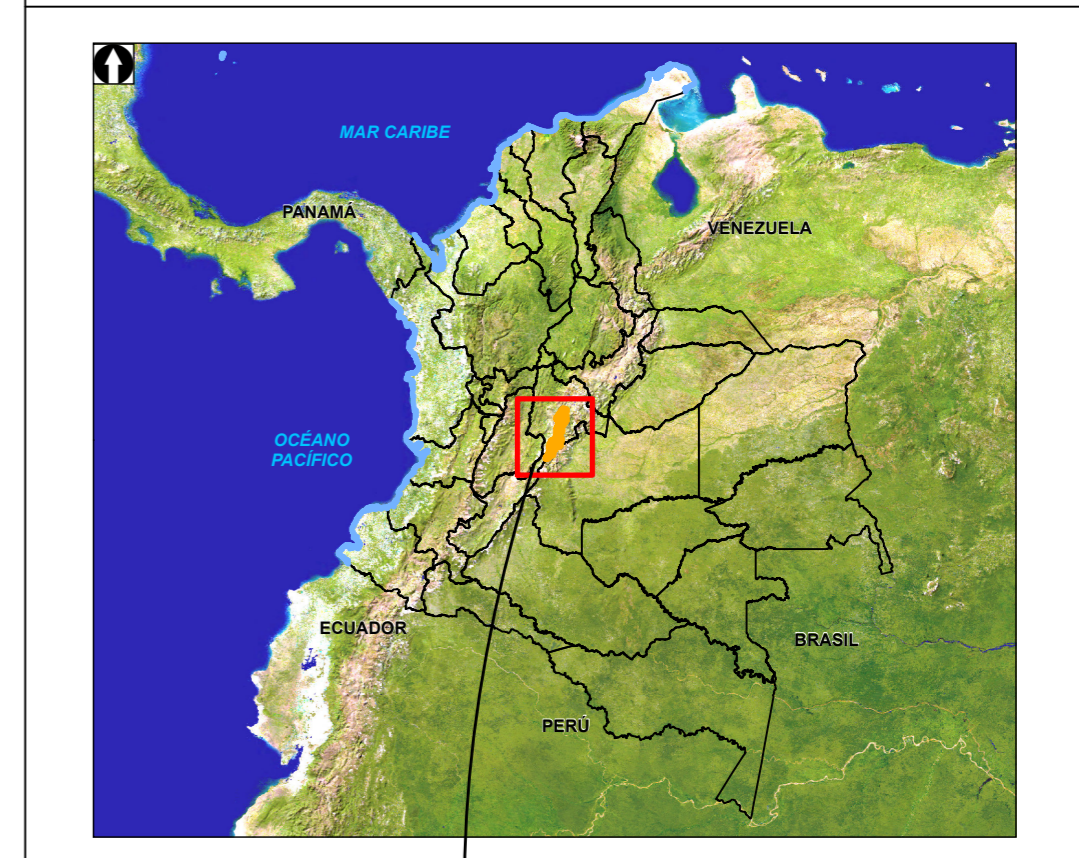 MAR CARIBE
PANAMÁ
VENEZUELA
OCÉANO
PACÍFICO
ECUADOR
BRASIL
PERÚ